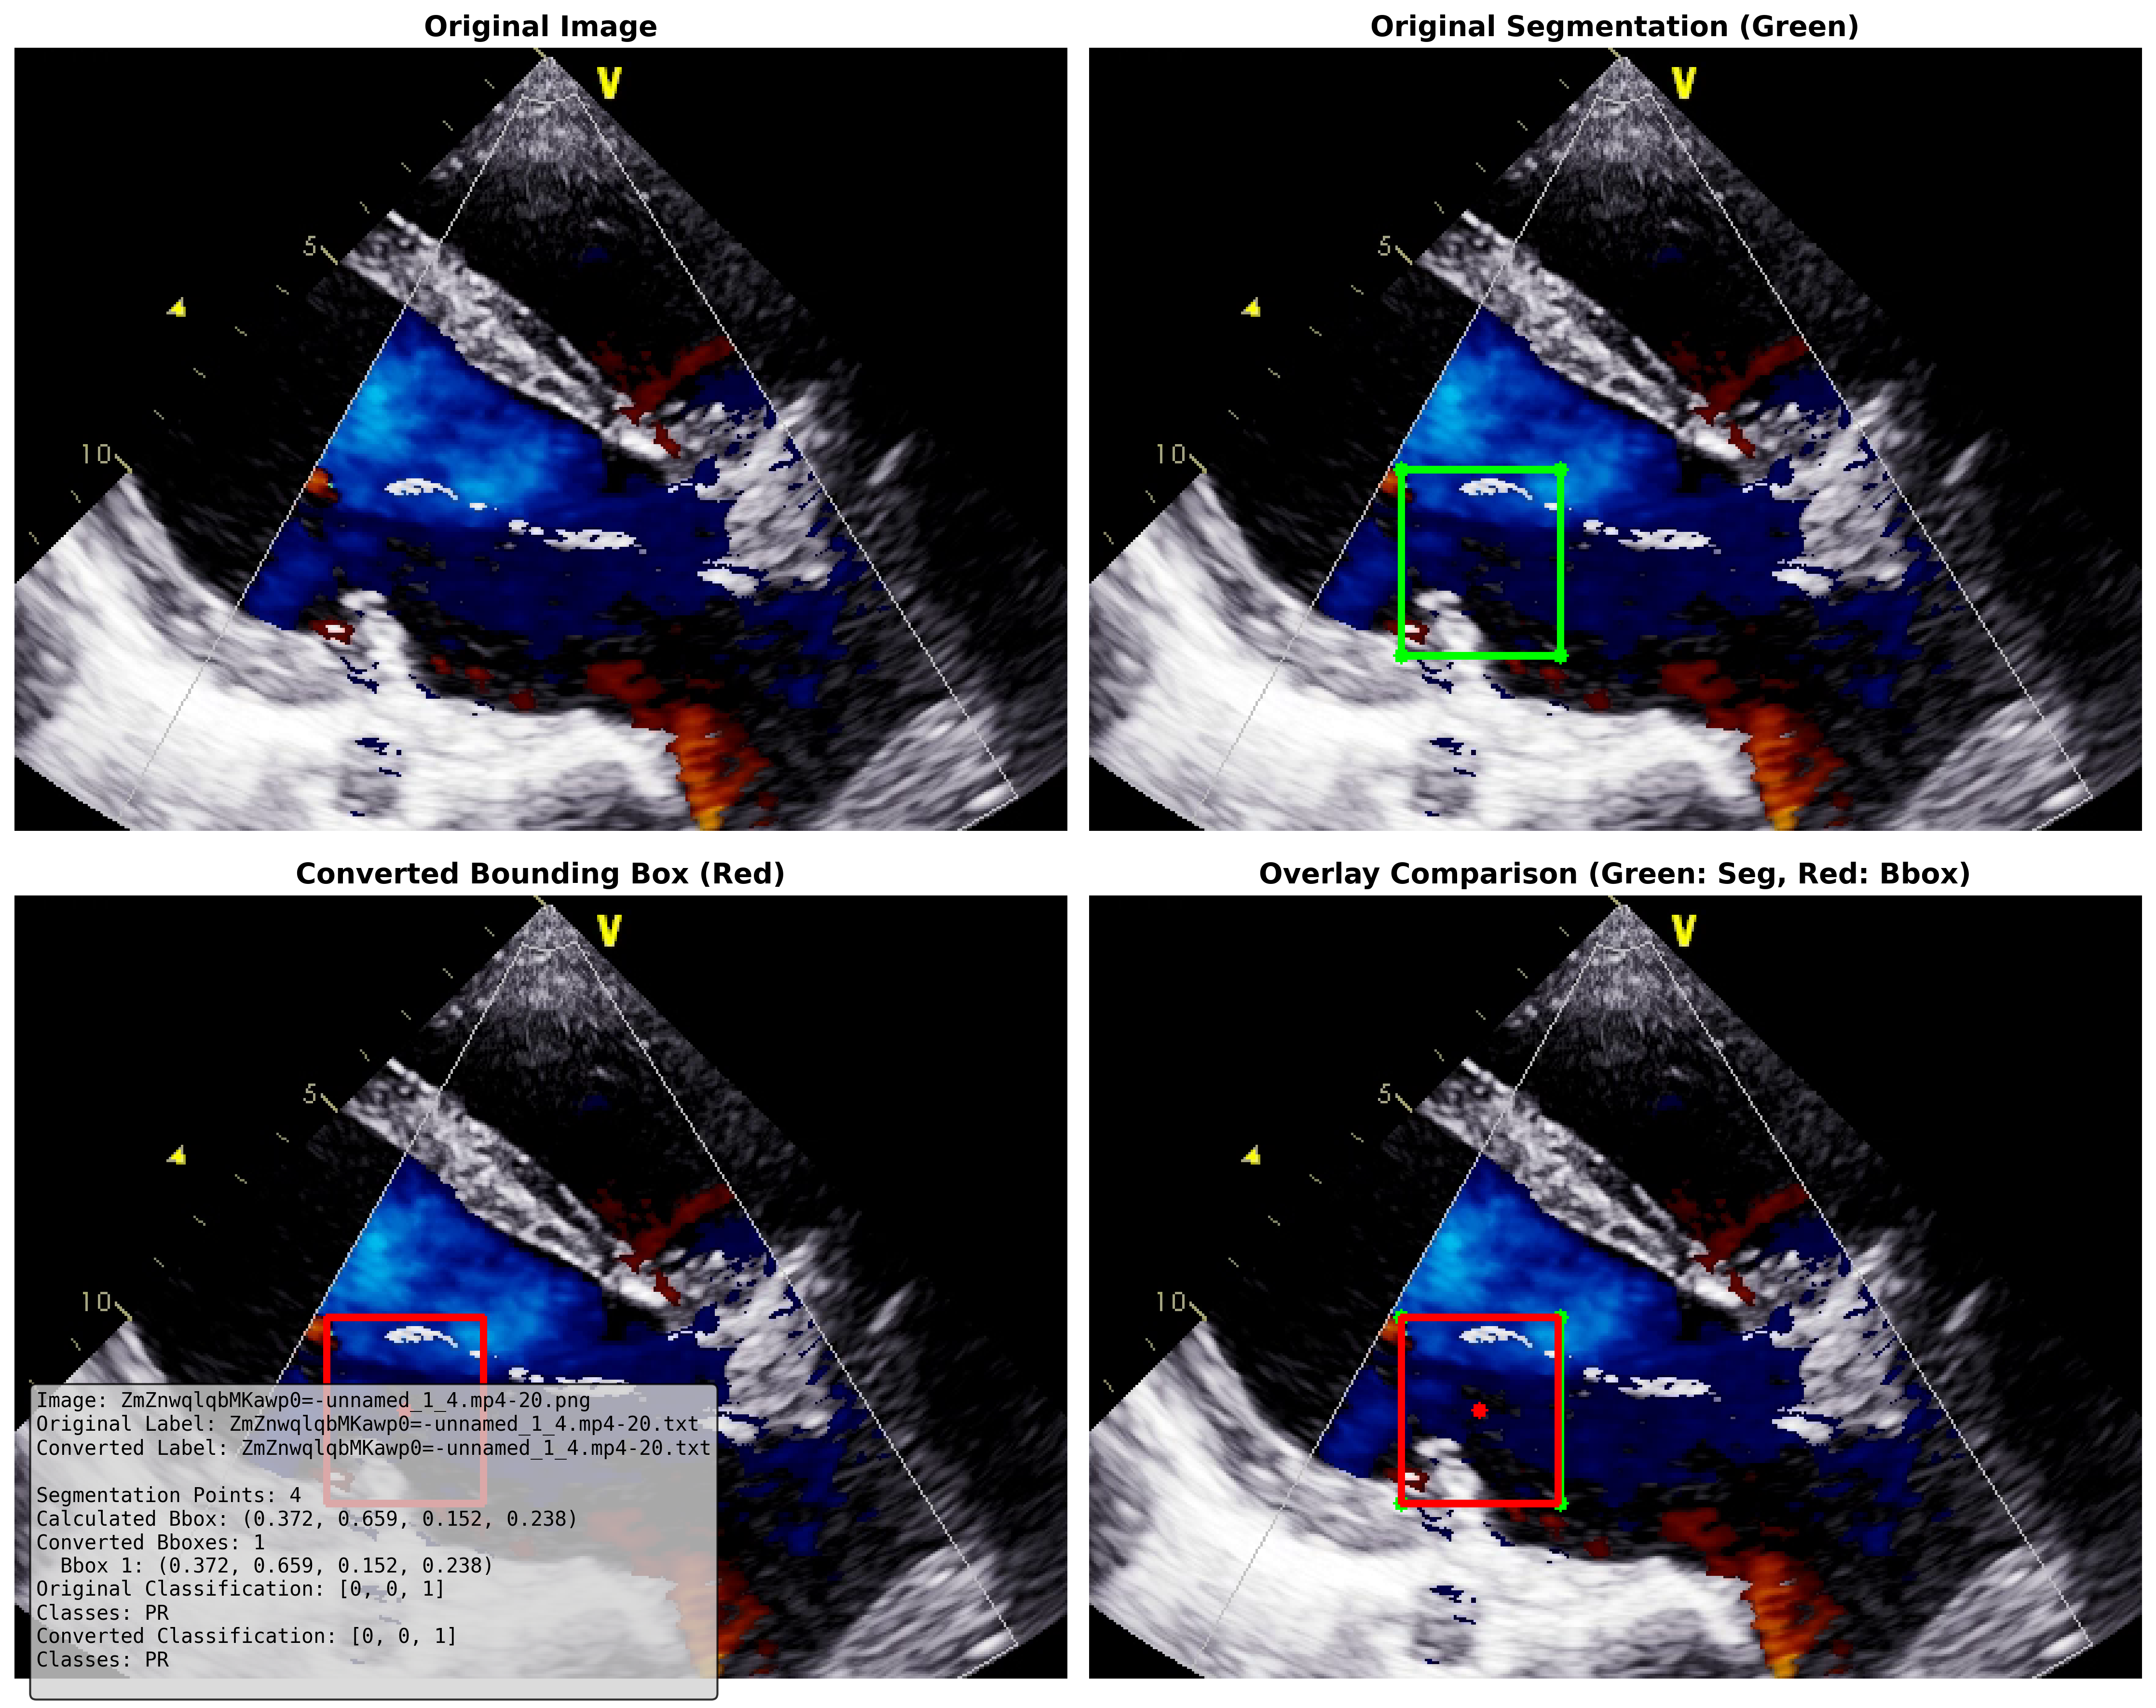 Original Image
Original Segmentation (Green)
V
5
10
V
5
10
Converted Bounding Box (Red)
Overlay Comparison (Green: Seg, Red: Bbox)
V
5
10
V
5
10
Image: ZmZnwqlqbMKawp0=-unnamed_1_4.mp4-20.png
Original Label: ZmZnwqlqbMKawp0=-unnamed_1_4.mp4-20.txt
Converted Label: ZmZnwqlqbMKawp0=-unnamed_1_4.mp4-20.txt
Segmentation Points: 4
Calculated Bbox: (0.372, 0.659, 0.152, 0.238)
Converted Bboxes: 1
Bbox 1: (0.372, 0.659, 0.152, 0.238)
Original Classification: [0, 0, 1]
Classes: PR
Converted Classification: [0, 0, 1]
Classes: PR